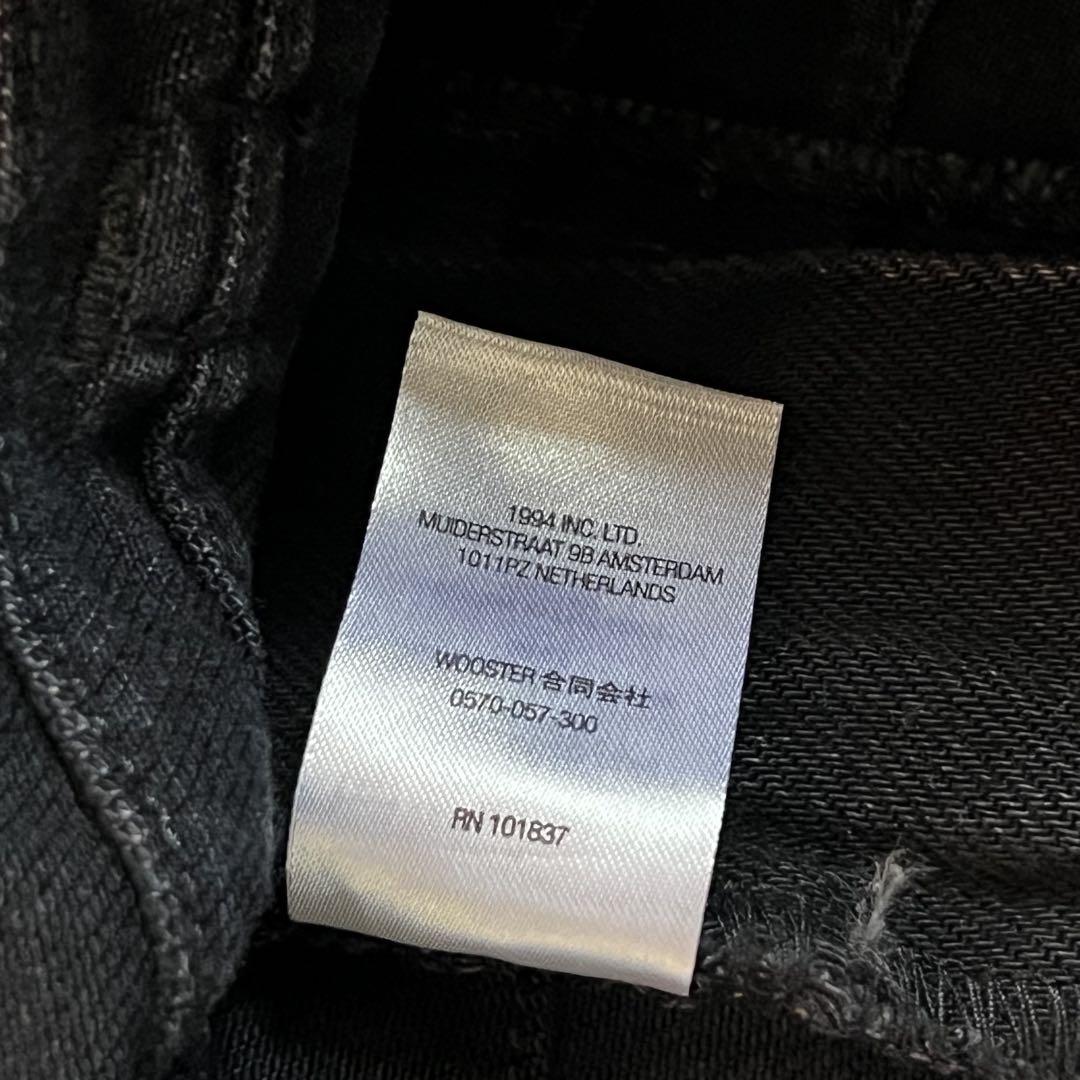 1994 INC. LTD.
MUIDERSTRAAT 9B AMSTERDAM
1011PZ NETHERLANDS
WOOSTER 合同会社
0570-057-300
RN 101837